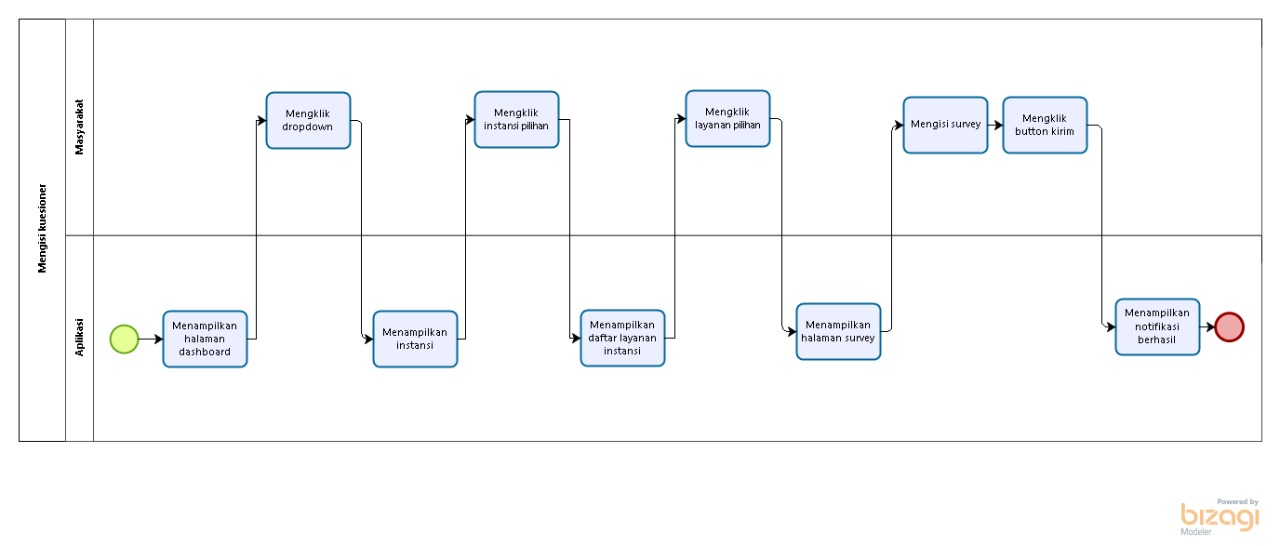 Mengisi kuesioner
Masyarakat
Mengklik
dropdown
Mengklik
instansi pilihan
Mengklik
layanan pilihan
Mengisi survey
Mengklik
button kirim
Aplikasi
Menampilkan
halaman
dashboard
Menampilkan
instansi
Menampilkan
daftar layanan
instansi
Menampilkan
halaman survey
Menampilkan
notifikasi
berhasil
Powered by
bizagi
Modeler